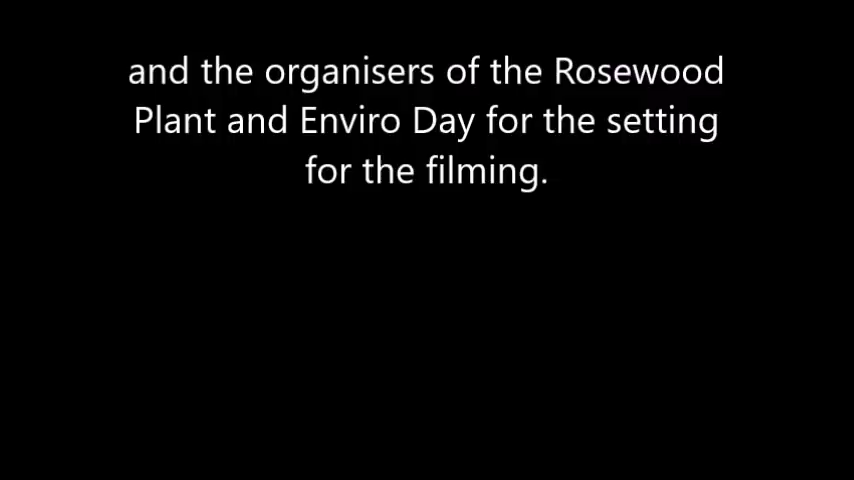 and the organisers of the Rosewood
Plant and Enviro Day for the setting
for the filming.